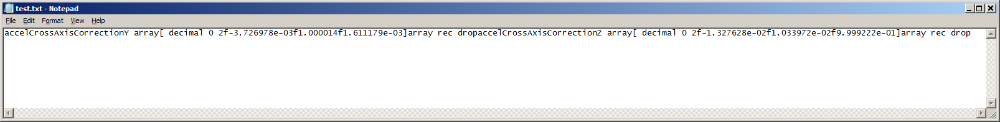 test.txt - Notepad
File Edit Format View Help
accelCrossAxisCorrectionY array[ decimal 0 2f-3.726978e-03f1.000014f1.611179e-03]array rec dropaccelCrossAxisCorrectionZ array[ decimal 0 2f-1.327628e-02f1.033972e-02f9.999222e-01]array rec drop